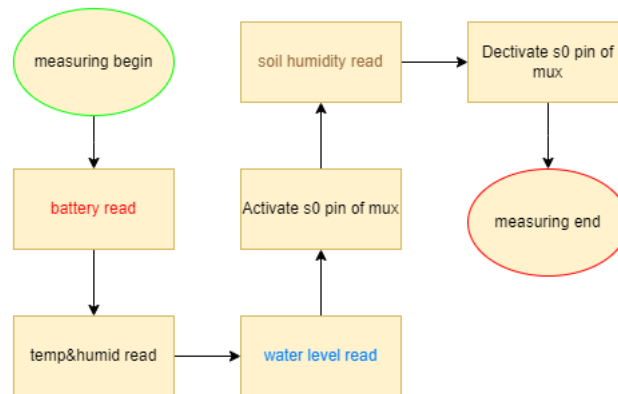 measuring begin
battery read
temp&humid read
water level read
Activate s0 pin of mux
soil humidity read
Dectivate s0 pin of
mux
measuring end